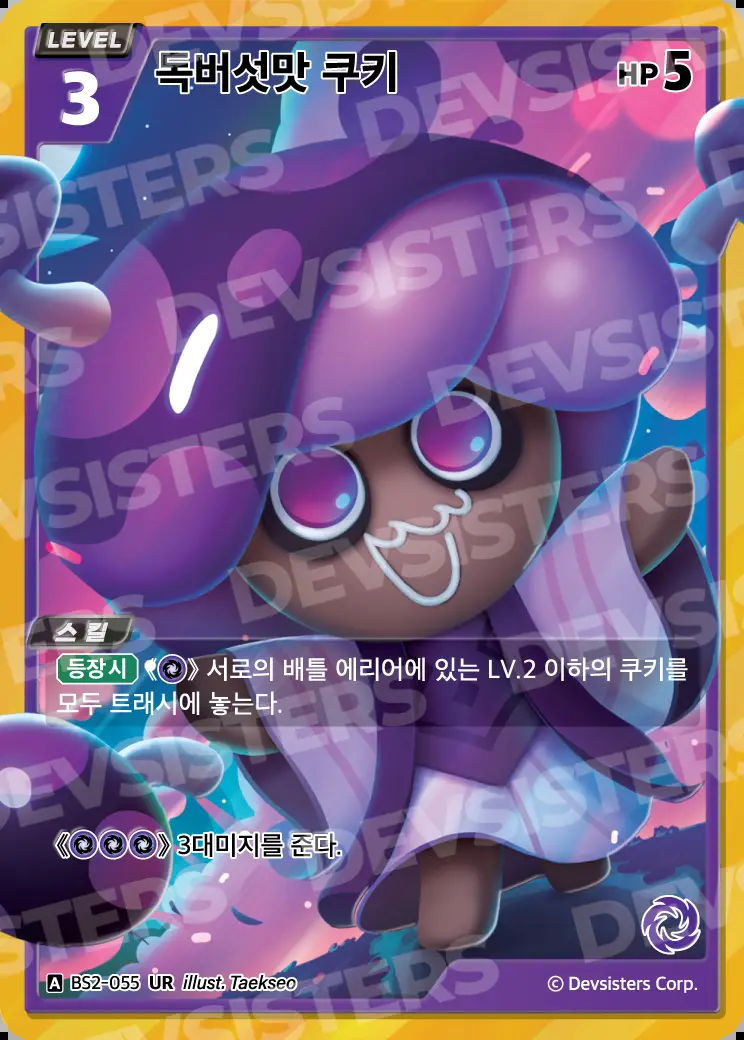 LEVEL
3
독버섯맛 쿠키
HP 5
스킬
등장시 《》 서로의 배틀 에리어에 있는 LV.2 이하의 쿠키를
모두 트래시에 놓는다.
《》 3대미지를 준다.
A BS2-055 UR illust. Taekseo
© Devsisters Corp.
DEVSISTERS